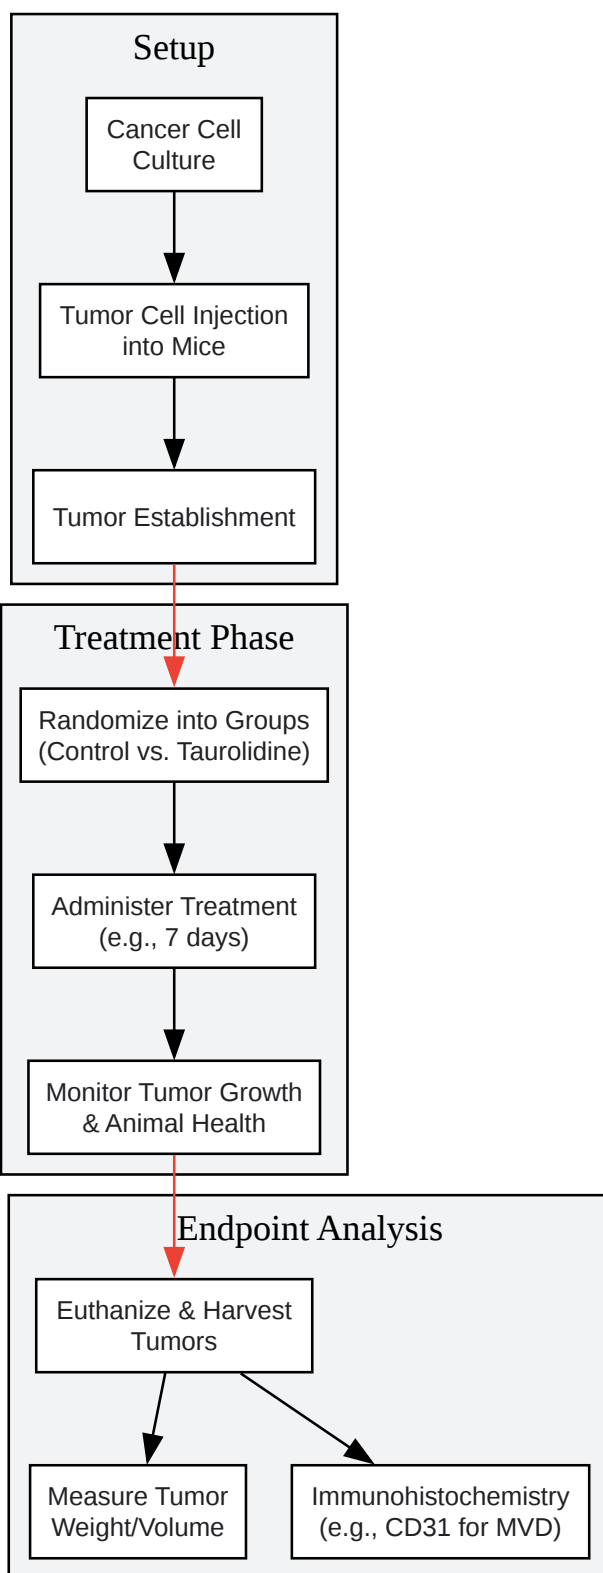 Setup
Cancer Cell
Culture
Tumor Cell Injection
into Mice
Tumor Establishment
Treatment Phase
Randomize into Groups
(Control vs. Taurolidine)
Administer Treatment
(e.g., 7 days)
Monitor Tumor Growth
& Animal Health
Endpoint Analysis
Euthanize & Harvest
Tumors
Measure Tumor
Weight/Volume
Immunohistochemistry
(e.g., CD31 for MVD)